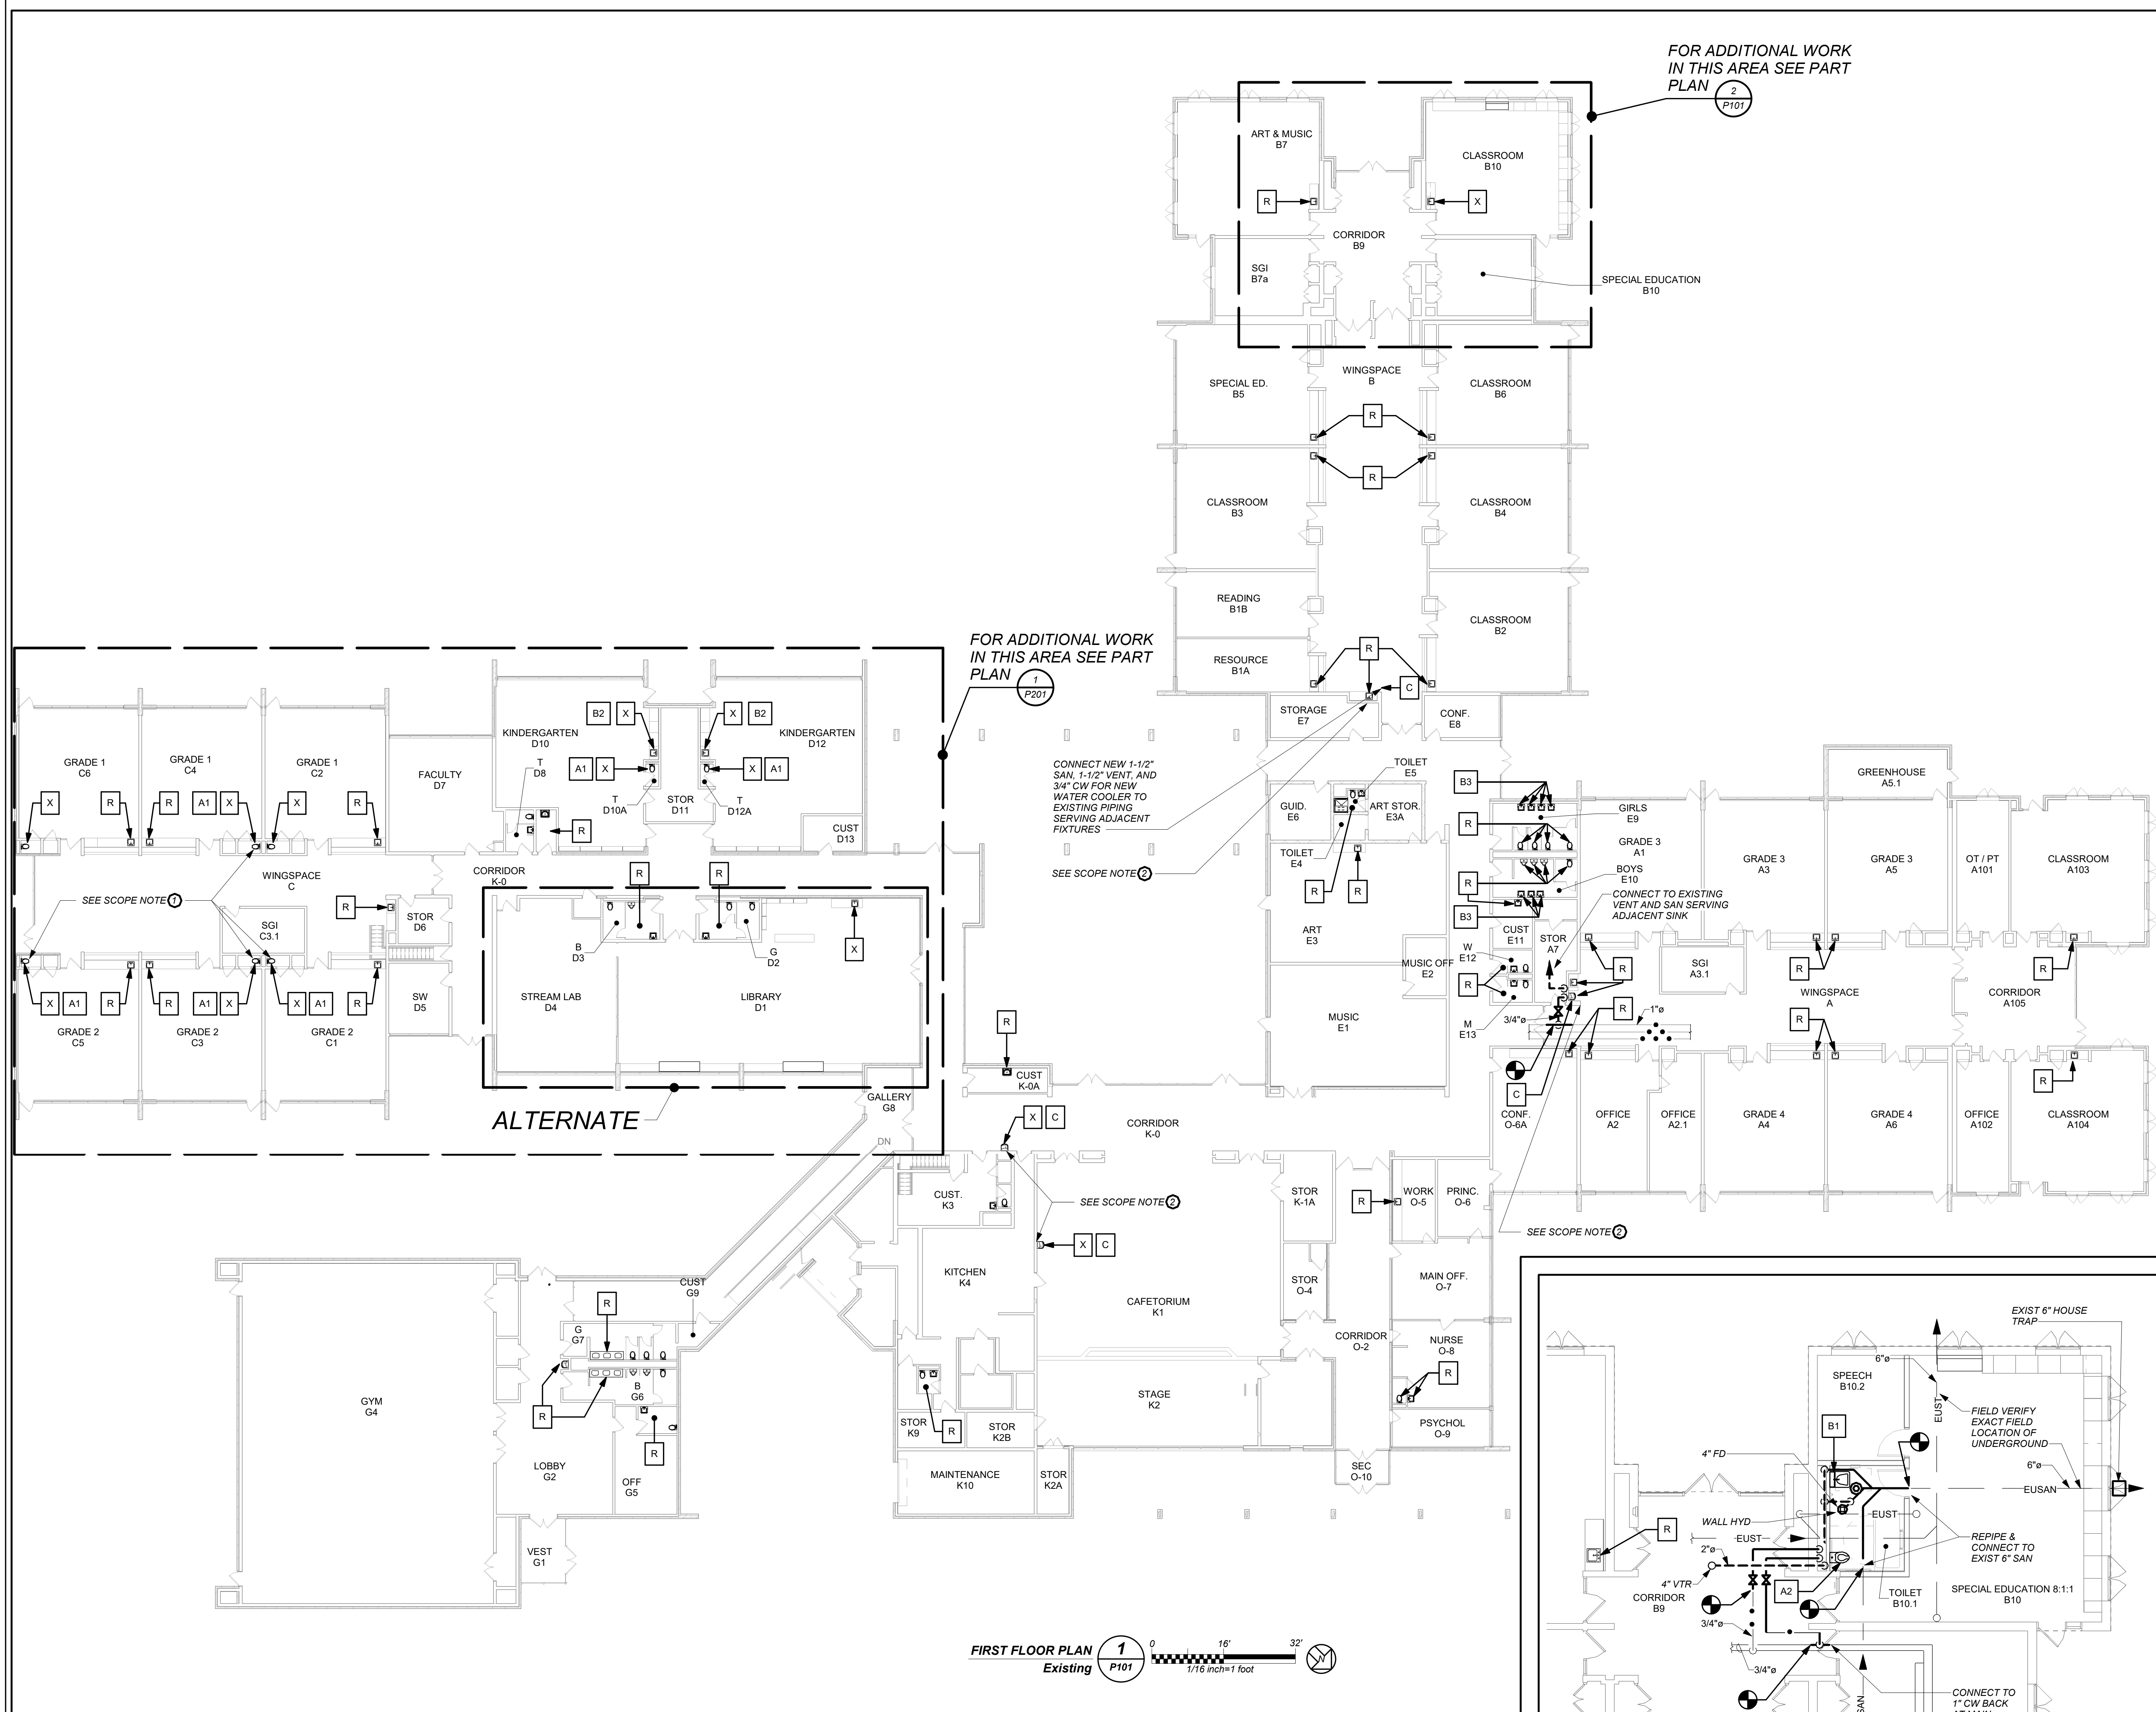 FOR ADDITIONAL WORK
IN THIS AREA SEE PART
PLAN
2
P101
ART & MUSIC
B7
CLASSROOM
B10
R
X
CORRIDOR
B9
SGI
B7a
SPECIAL EDUCATION
B10
SPECIAL ED.
B5
WINGSPACE
B
CLASSROOM
B6
R
R
CLASSROOM
B3
CLASSROOM
B4
READING
B1B
CLASSROOM
B2
RESOURCE
B1A
R
C
STORAGE
E7
CONF.
E8
FOR ADDITIONAL WORK
IN THIS AREA SEE PART
PLAN
1
P201
CONNECT NEW 1-1/2"
SAN, 1-1/2" VENT, AND
3/4" CW FOR NEW
WATER COOLER TO
EXISTING PIPING
SERVING ADJACENT
FIXTURES
SEE SCOPE NOTE 2
GRADE 1
C6
GRADE 1
C4
GRADE 1
C2
FACULTY
D7
KINDERGARTEN
D10
KINDERGARTEN
D12
B2
X
X
B2
A1
X
X
A1
T
D8
T
D10A
STOR
D11
T
D12A
CUST
D13
X
R
R
A1
X
X
R
R
WINGSPACE
C
CORRIDOR
K-0
R
R
SEE SCOPE NOTE 1
SGI
C3.1
R
STOR
D6
B
D3
G
D2
X
X
A1
R
R
A1
X
X
A1
R
SW
D5
STREAM LAB
D4
LIBRARY
D1
GRADE 2
C5
GRADE 2
C3
GRADE 2
C1
ALTERNATE
GALLERY
G8
DN
R
CUST
K-0A
X
C
CORRIDOR
K-0
TOILET
E5
GUID.
E6
ART STOR.
E3A
TOILET
E4
R
R
ART
E3
MUSIC OFF
E2
MUSIC
E1
B3
GIRLS
E9
R
BOYS
E10
R
B3
CONNECT TO EXISTING
VENT AND SAN SERVING
ADJACENT SINK
CUST
E11
STOR
A7
W
E12
R
M
E13
3/4"ø
1"ø
R
R
C
GREENHOUSE
A5.1
GRADE 3
A1
GRADE 3
A3
GRADE 3
A5
OT / PT
A101
CLASSROOM
A103
SGI
A3.1
R
R
WINGSPACE
A
CORRIDOR
A105
R
R
CONF.
O-6A
OFFICE
A2
OFFICE
A2.1
GRADE 4
A4
GRADE 4
A6
OFFICE
A102
CLASSROOM
A104
SEE SCOPE NOTE 2
CUST.
K3
SEE SCOPE NOTE 2
X
C
KITCHEN
K4
CAFETORIUM
K1
STOR
K-1A
R
WORK
O-5
PRINC.
O-6
STOR
O-4
MAIN OFF.
O-7
CORRIDOR
O-2
NURSE
O-8
R
PSYCHOL
O-9
SEC
O-10
STAGE
K2
STOR
K9
R
STOR
K2B
MAINTENANCE
K10
STOR
K2A
CUST
G9
R
G
G7
B
G6
R
R
GYM
G4
LOBBY
G2
OFF
G5
VEST
G1
FIRST FLOOR PLAN
Existing
1
P101
0
16'
32'
1/16 inch=1 foot
N
EXIST 6" HOUSE
TRAP
6"ø
SPEECH
B10.2
EUST
FIELD VERIFY
EXACT FIELD
LOCATION OF
UNDERGROUND
B1
4" FD
6"ø
EUSAN
WALL HYD
EUST
R
EUST
2"ø
REPIPE &
CONNECT TO
EXIST 6" SAN
4" VTR
A2
CORRIDOR
B9
TOILET
B10.1
SPECIAL EDUCATION 8:1:1
B10
3/4"ø
3/4"ø
CONNECT TO
1" CW BACK